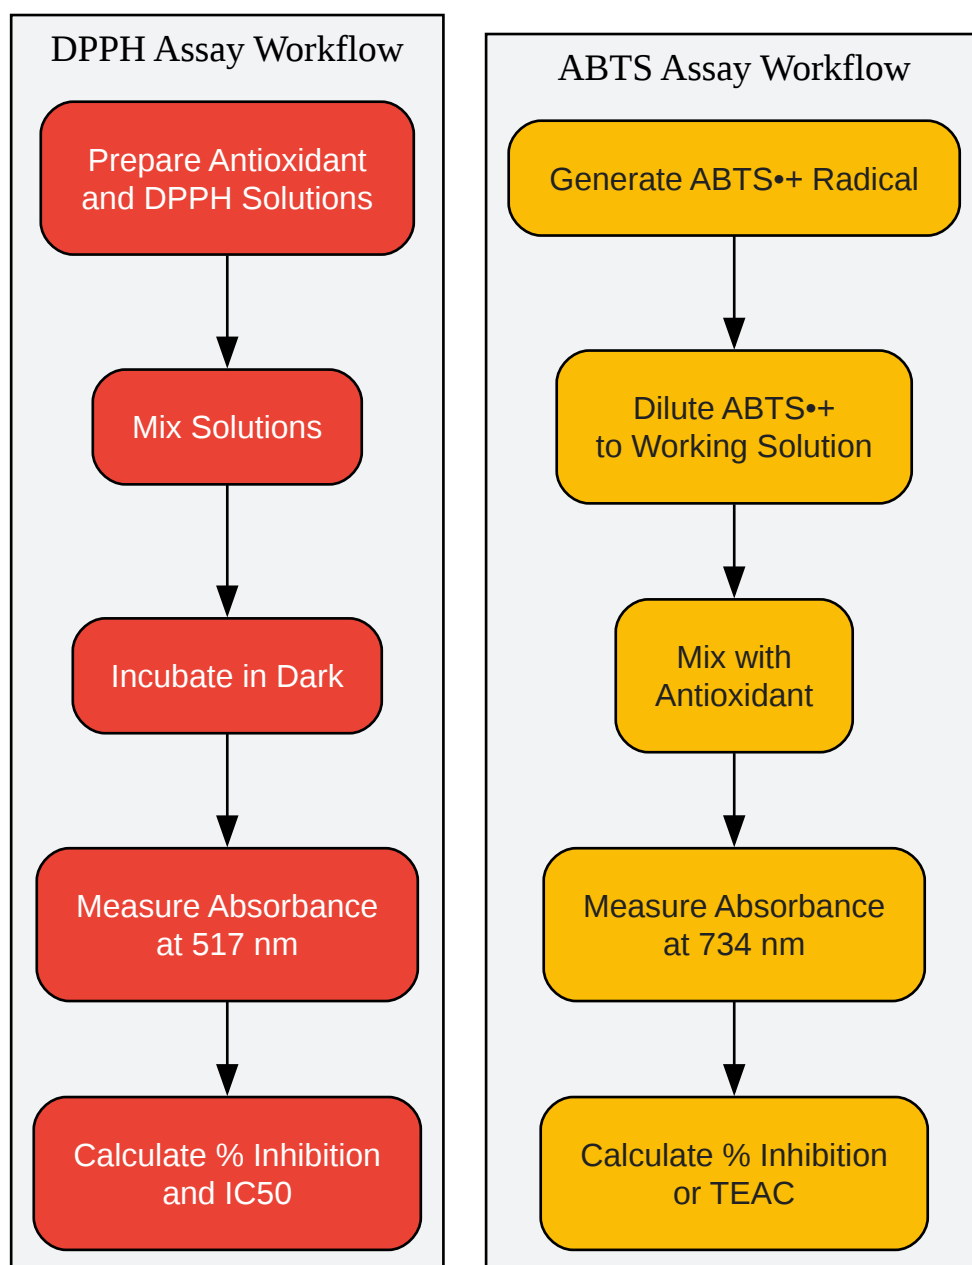 DPPH Assay Workflow
Prepare Antioxidant
and DPPH Solutions
Mix Solutions
Incubate in Dark
Measure Absorbance
at 517 nm
Calculate % Inhibition
and IC50
ABTS Assay Workflow
Generate ABTS•+ Radical
Dilute ABTS•+
to Working Solution
Mix with
Antioxidant
Measure Absorbance
at 734 nm
Calculate % Inhibition
or TEAC